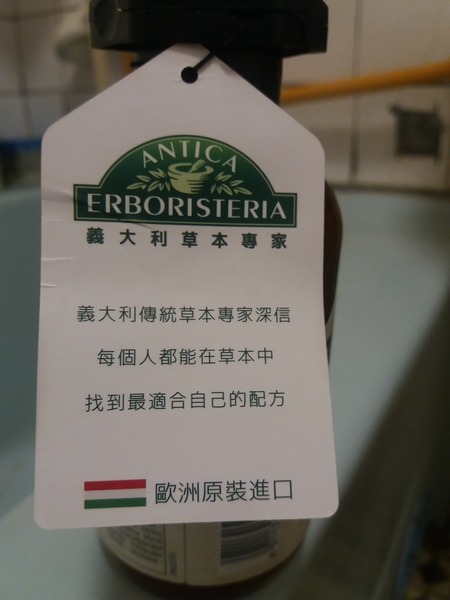 ANTICA
ERBORISTERIA
義大利草本專家
義大利傳統草本專家深信
每個人都能在草本中
找到最適合自己的配方
歐洲原裝進口